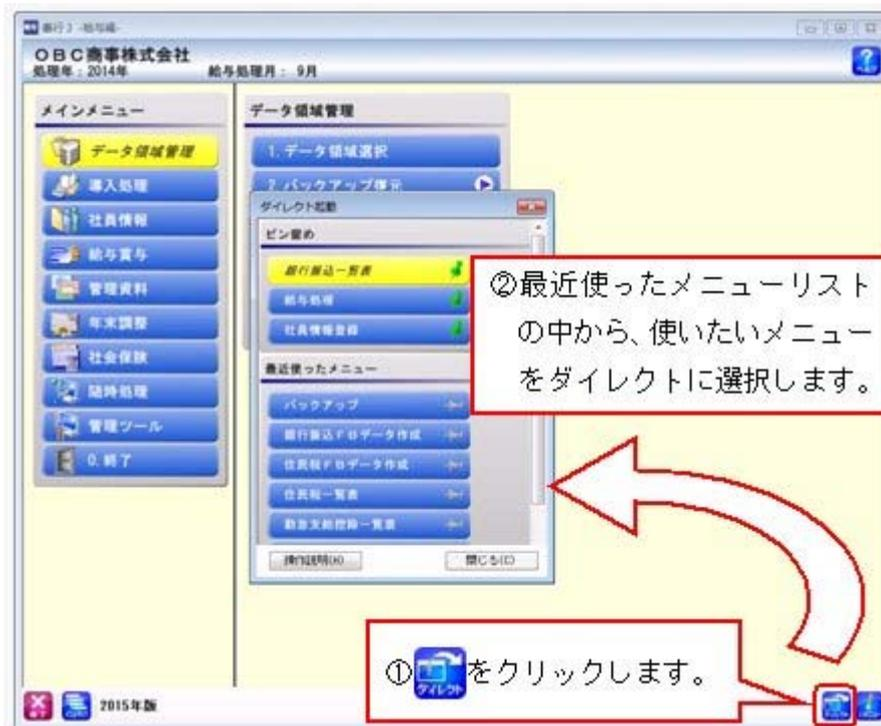 -給与編-
OBC商事株式会社
処理年:2014年 給与処理月: 9月
メインメニュー
データ領域管理
導入処理
社員情報
給与賞与
管理資料
年末調整
社会保険
随時処理
管理ツール
0.終了
データ領域管理
1.データ領域選択
2.バックアップ復元
ダイレクト起動
ピン留め
銀行振込一覧表
給与処理
社員情報登録
最近使ったメニュー
バックアップ
銀行振込FBデータ作成
住民税FBデータ作成
住民税一覧表
勤怠支給控除一覧表
操作説明(H)
閉じる(C)
②最近使ったメニューリスト
の中から、使いたいメニュー
をダイレクトに選択します。
①ダイレクトをクリックします。
2015年版